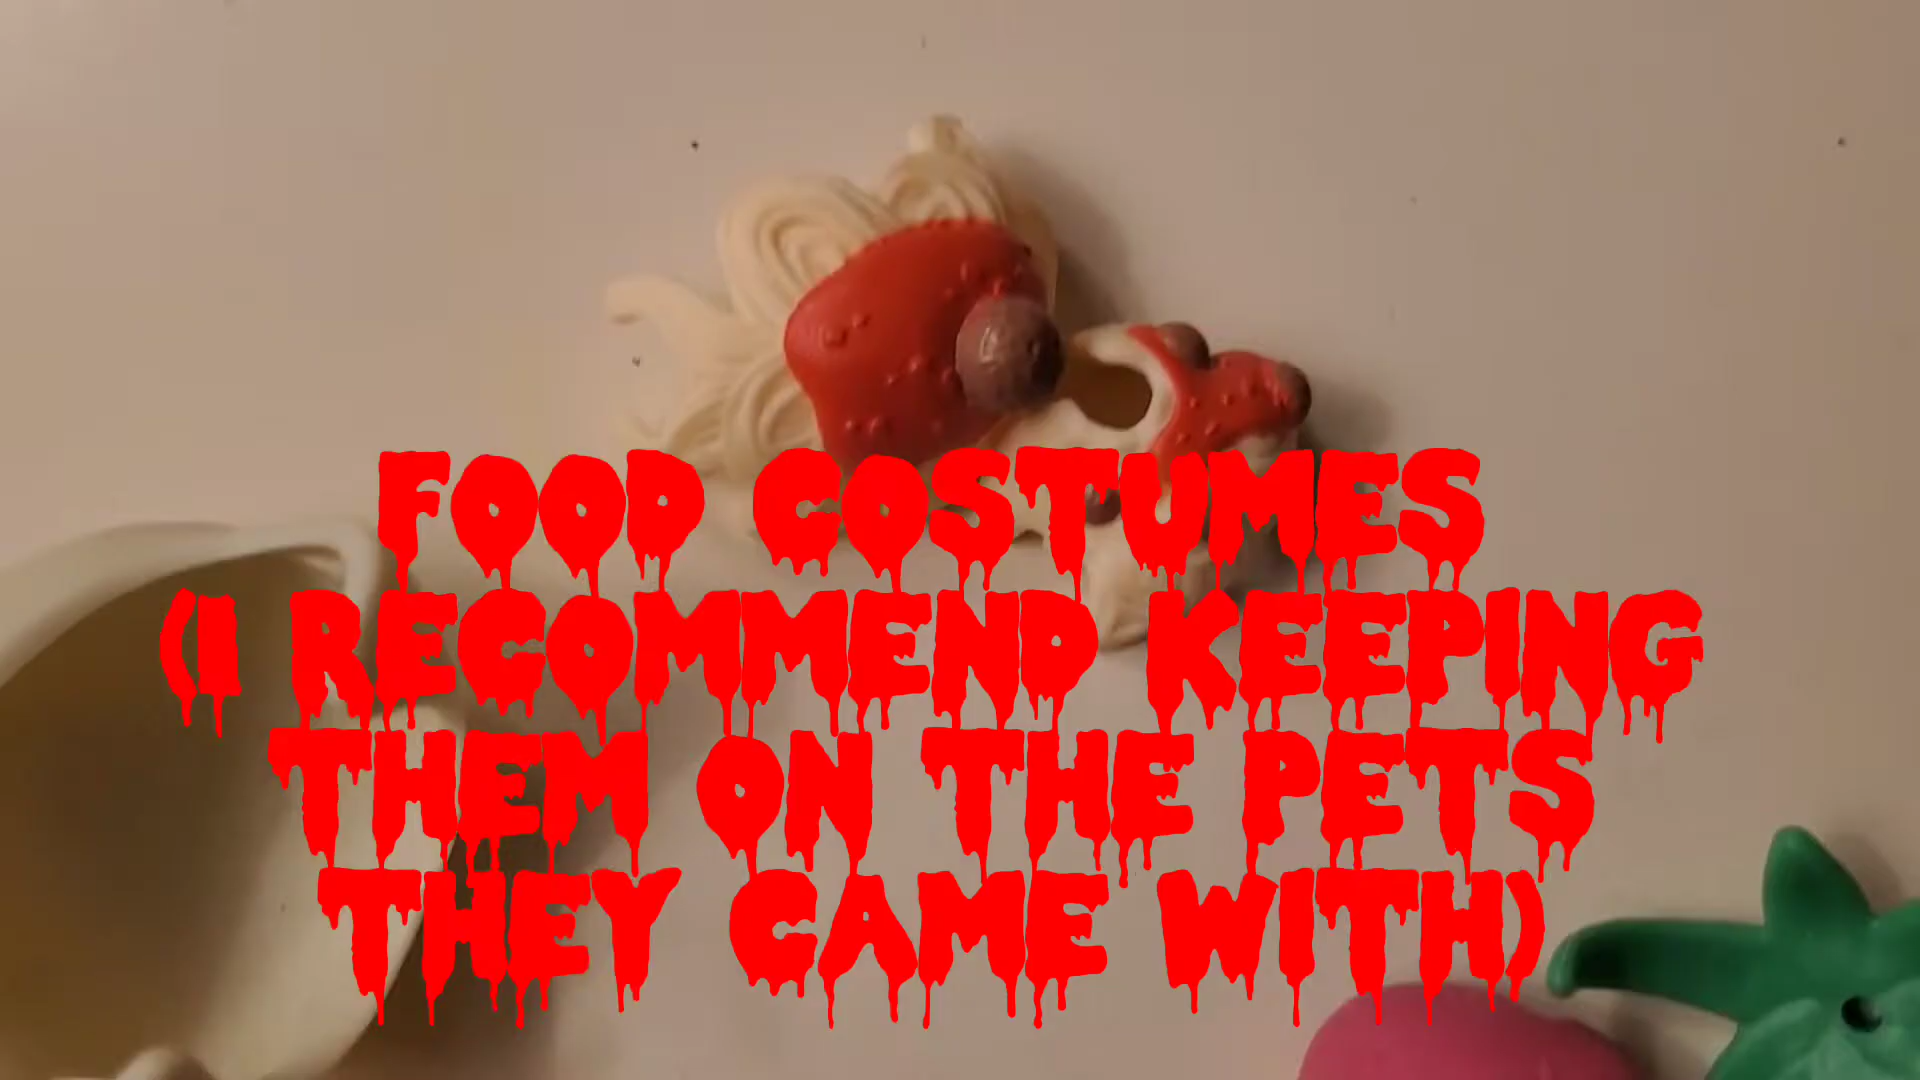 FOOD COSTUMES
(I RECOMMEND KEEPING
THEM ON THE PETS
THEY CAME WITH)